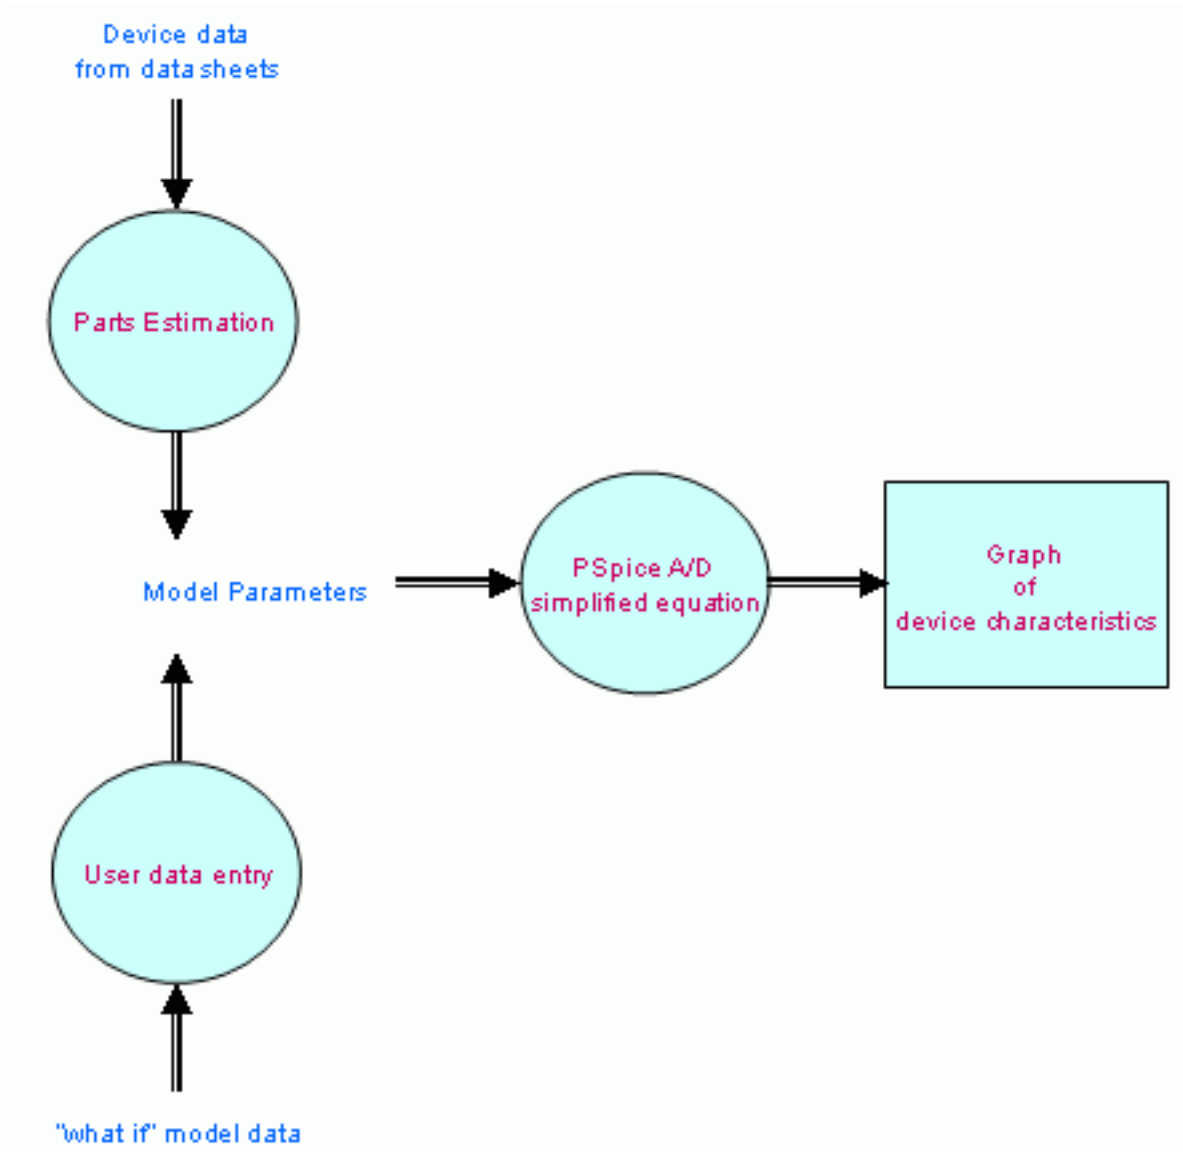 Device data
from data sheets
Parts Estimation
Model Parameters
PSpice A/D
simplified equation
Graph
of
device characteristics
User data entry
"what if" model data